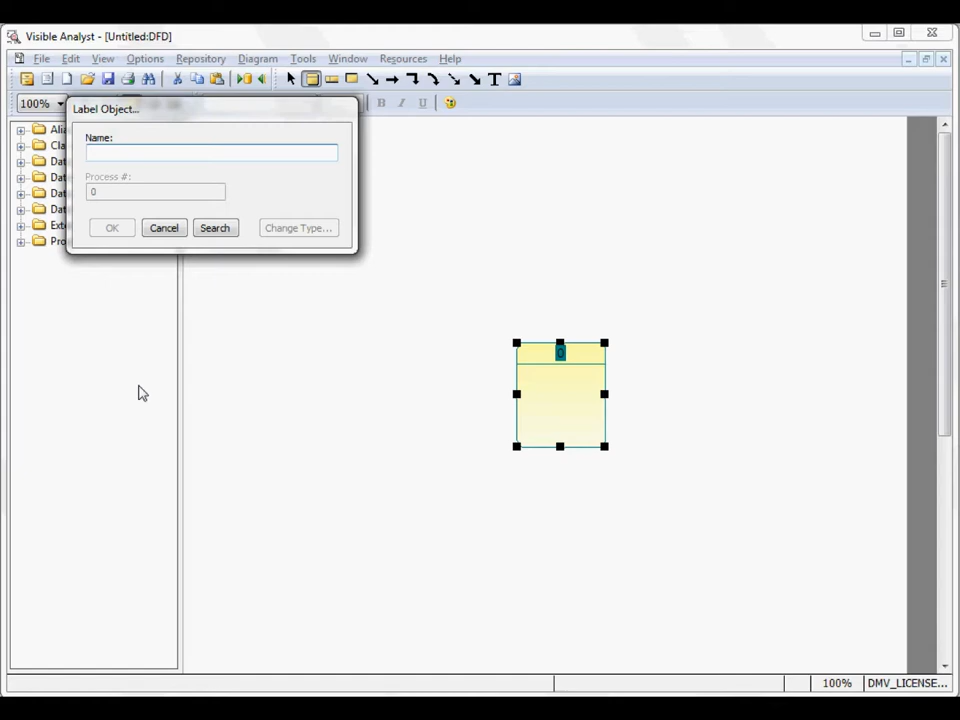 Visible Analyst - [Untitled:DFD]
File Edit View Options Repository Diagram Tools Window Resources Help
100%
B I U
Label Object...
Name:
Process #:
0
OK Cancel Search Change Type...
0
100% DMV_LICENSE...